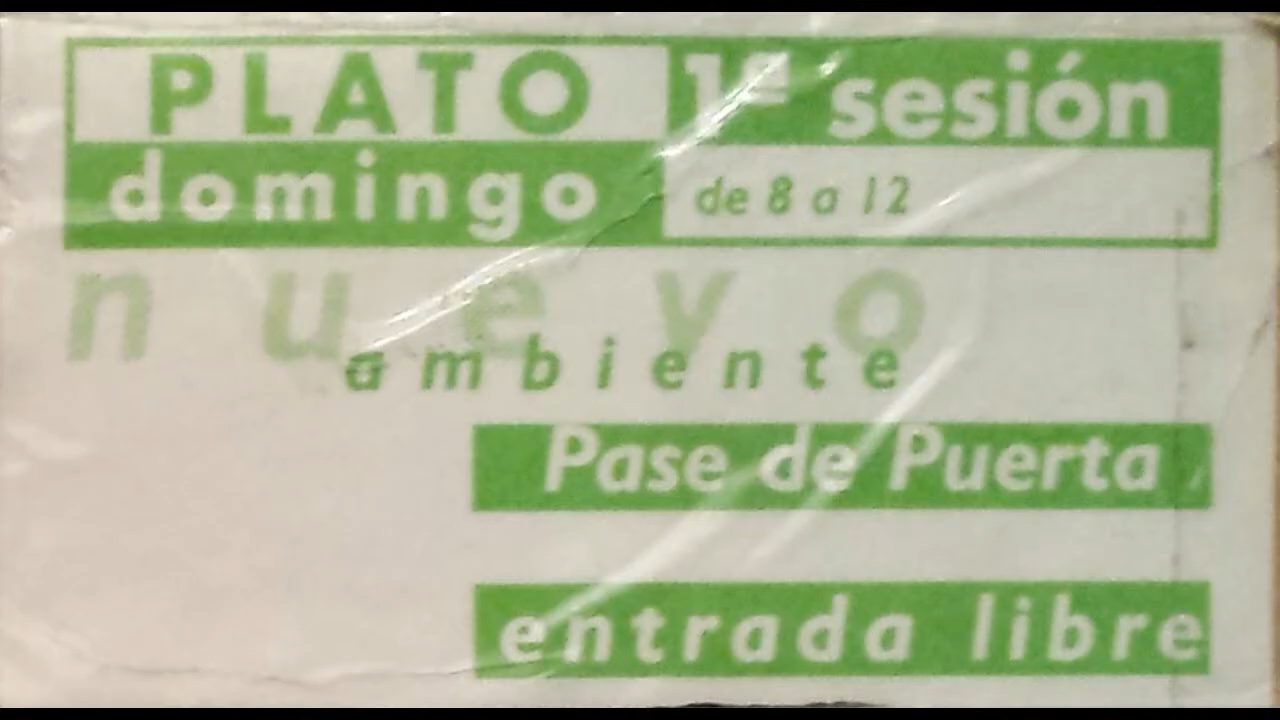 PLATO 1ª sesión
domingo de 8 a 12
nuevo
ambiente
Pase de Puerta
entrada libre